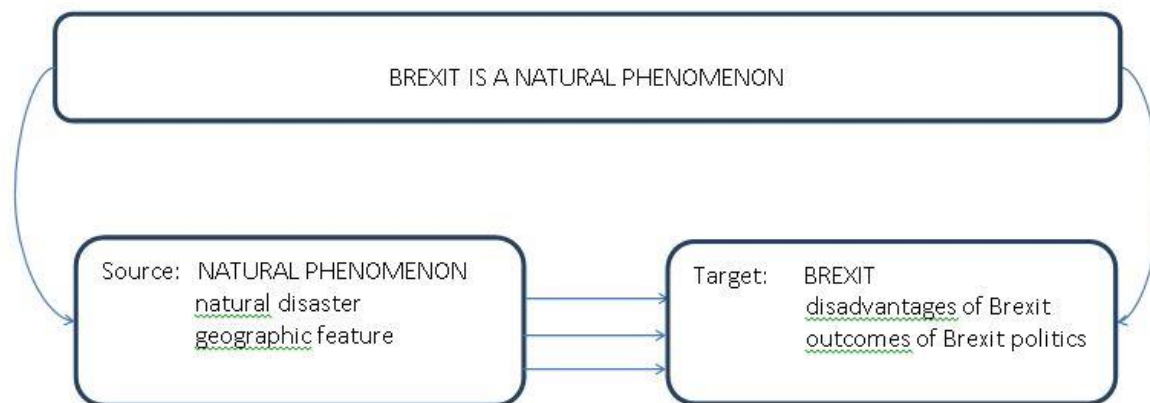 BREXIT IS A NATURAL PHENOMENON
Source: NATURAL PHENOMENON
natural disaster
geographic feature
Target: BREXIT
disadvantages of Brexit
outcomes of Brexit politics